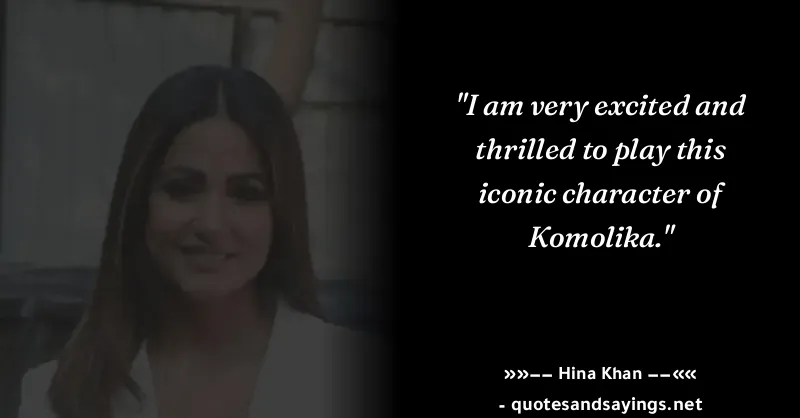 "I am very excited and
thrilled to play this
iconic character of
Komolika."
»»−− Hina Khan −−««
- quotesandsayings.net